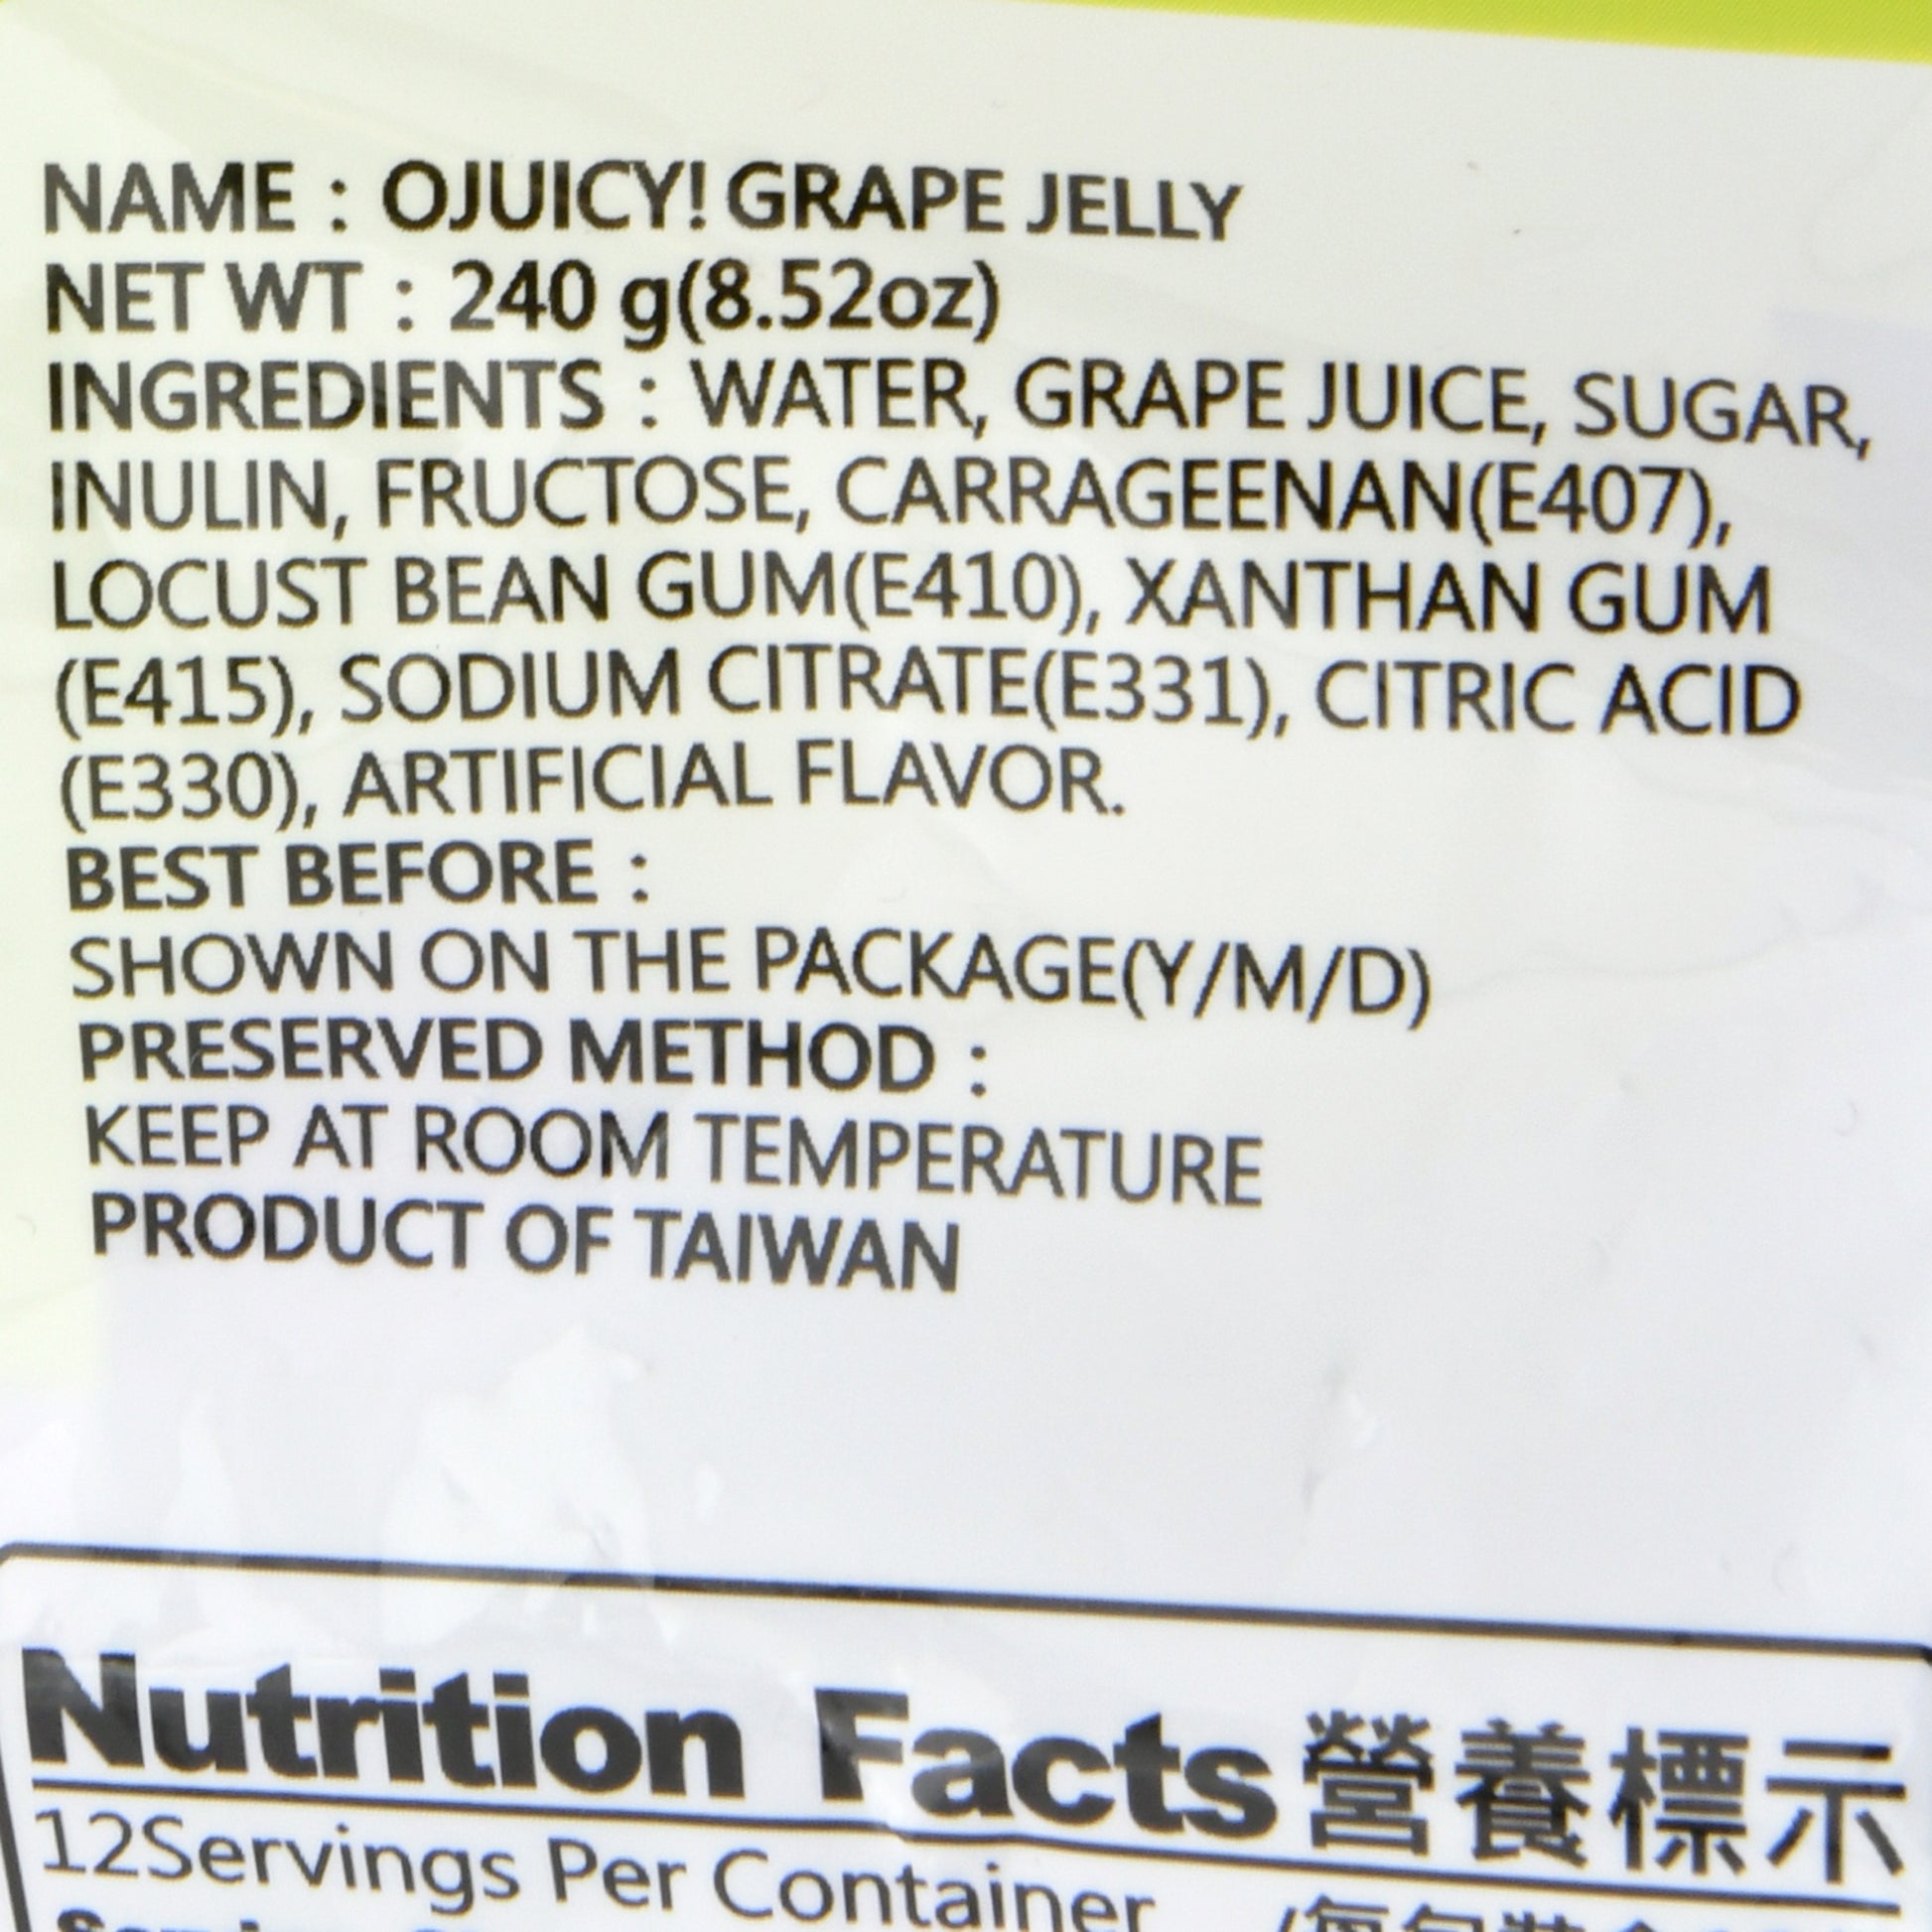 NAME : OJUICY! GRAPE JELLY
NET WT : 240 g(8.52oz)
INGREDIENTS : WATER, GRAPE JUICE, SUGAR,
INULIN, FRUCTOSE, CARRAGEENAN(E407),
LOCUST BEAN GUM(E410), XANTHAN GUM
(E415), SODIUM CITRATE(E331), CITRIC ACID
(E330), ARTIFICIAL FLAVOR.
BEST BEFORE :
SHOWN ON THE PACKAGE(Y/M/D)
PRESERVED METHOD :
KEEP AT ROOM TEMPERATURE
PRODUCT OF TAIWAN
Nutrition Facts營養標示
12Servings Per Container